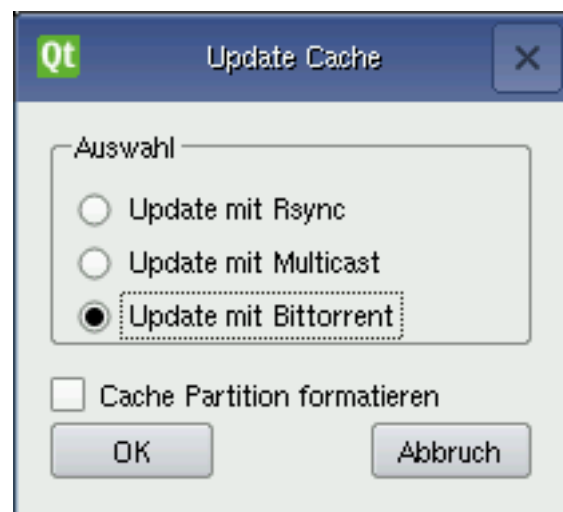 Qt Update Cache
Auswahl
Update mit Rsync
Update mit Multicast
Update mit Bittorrent
Cache Partition formatieren
OK Abbruch